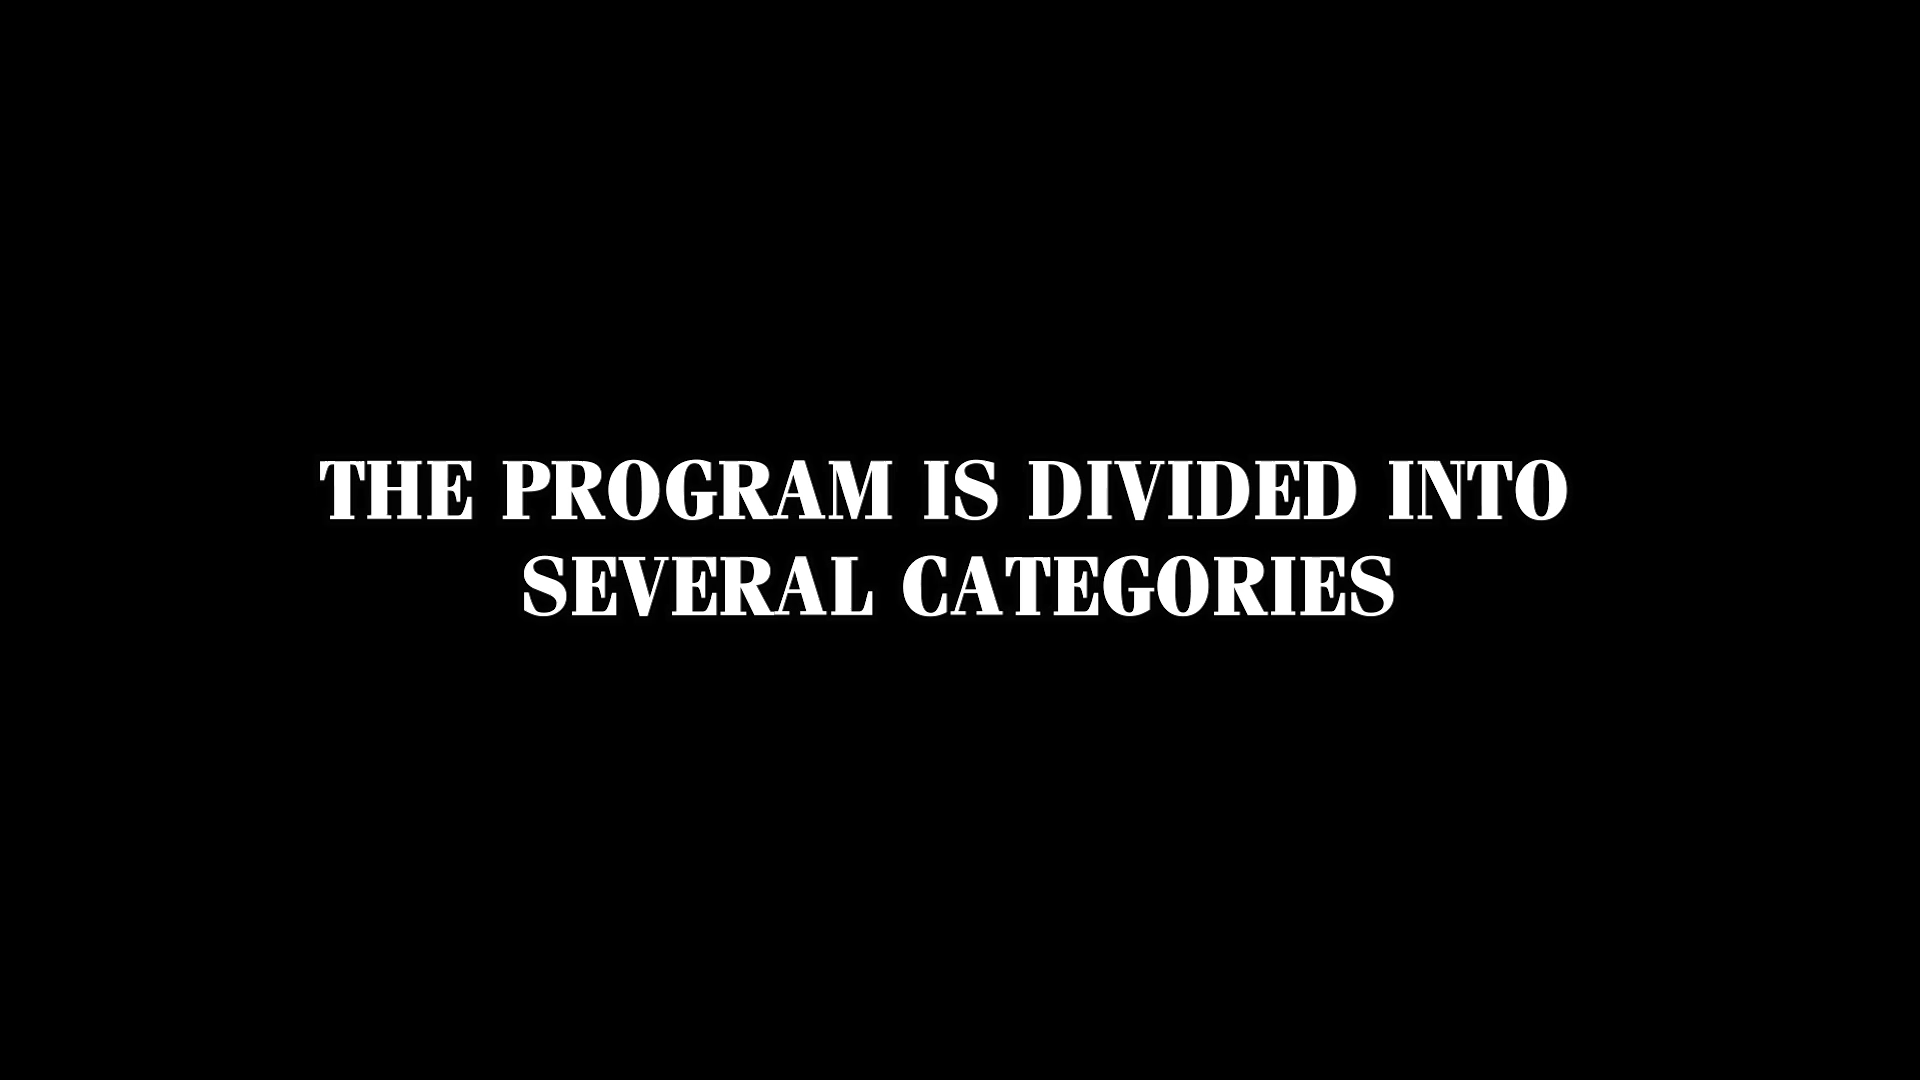 THE PROGRAM IS DIVIDED INTO
SEVERAL CATEGORIES